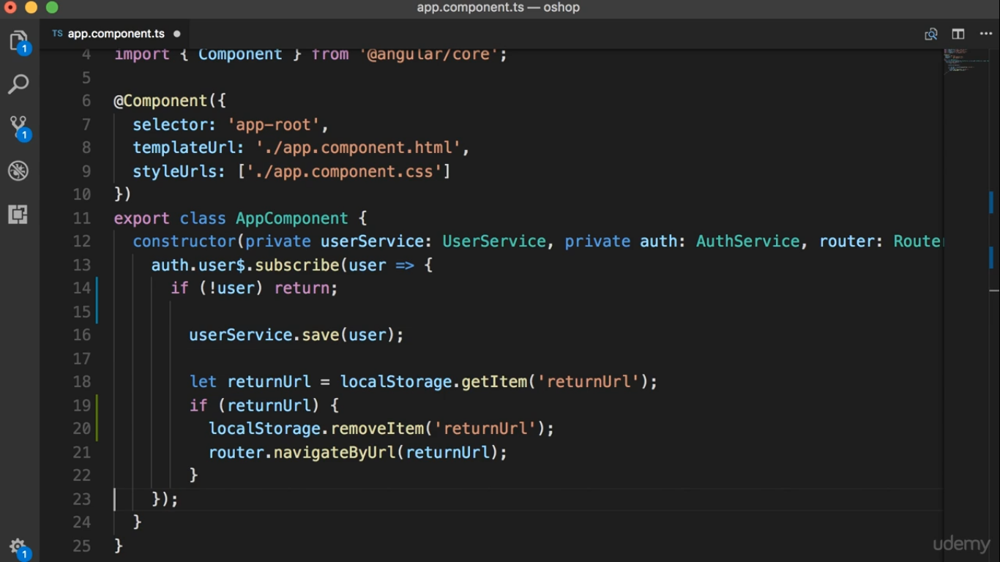 app.component.ts — oshop
TS app.component.ts
1
1
1
4 import { Component } from '@angular/core';
5
6 @Component({
7 selector: 'app-root',
8 templateUrl: './app.component.html',
9 styleUrls: ['./app.component.css']
10 })
11 export class AppComponent {
12 constructor(private userService: UserService, private auth: AuthService, router: Router
13 auth.user$.subscribe(user => {
14 if (!user) return;
15
16 userService.save(user);
17
18 let returnUrl = localStorage.getItem('returnUrl');
19 if (returnUrl) {
20 localStorage.removeItem('returnUrl');
21 router.navigateByUrl(returnUrl);
22 }
23 });
24 }
25 }
udemy